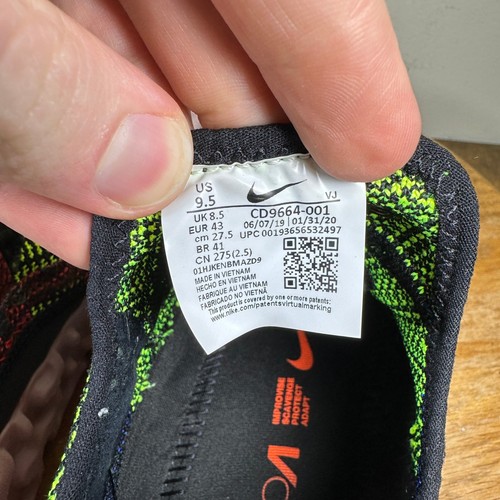 US
9.5
VJ
UK 8.5
CD9664-001
EUR 43
06/07/19 | 01/31/20
cm 27.5
UPC 00193656532497
BR 41
CN 275(2.5)
01HJKENBMAZD9
MADE IN VIETNAM
HECHO EN VIETNAM
FABRIQUÉ AU VIETNAM
FABRICADO NO VIETNÃ
This product is covered by one or more patents. See
www.nike.com/patentsvirtualmarking
SCAVENGE
PROTECT
ADAPT